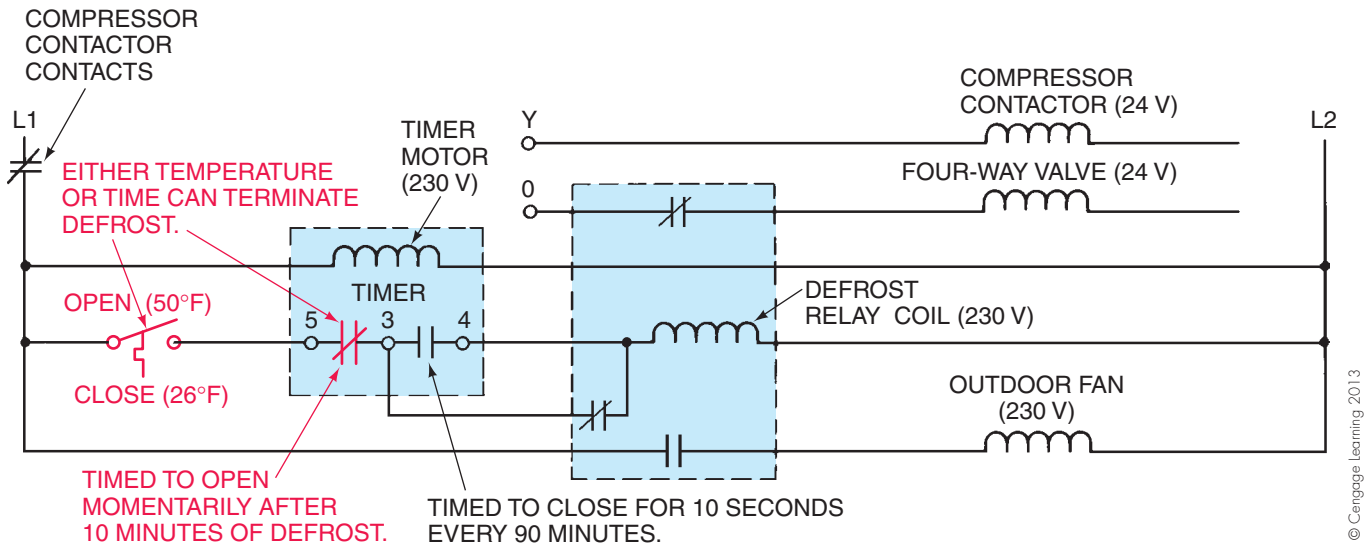 COMPRESSOR
CONTACTOR
CONTACTS
L1
TIMER
MOTOR
(230 V)
Y
COMPRESSOR
CONTACTOR (24 V)
L2
EITHER TEMPERATURE
OR TIME CAN TERMINATE
DEFROST.
0
FOUR-WAY VALVE (24 V)
OPEN (50°F)
TIMER
5
3
4
DEFROST
RELAY COIL (230 V)
CLOSE (26°F)
OUTDOOR FAN
(230 V)
TIMED TO OPEN
MOMENTARILY AFTER
10 MINUTES OF DEFROST.
TIMED TO CLOSE FOR 10 SECONDS
EVERY 90 MINUTES.
© Cengage Learning 2013